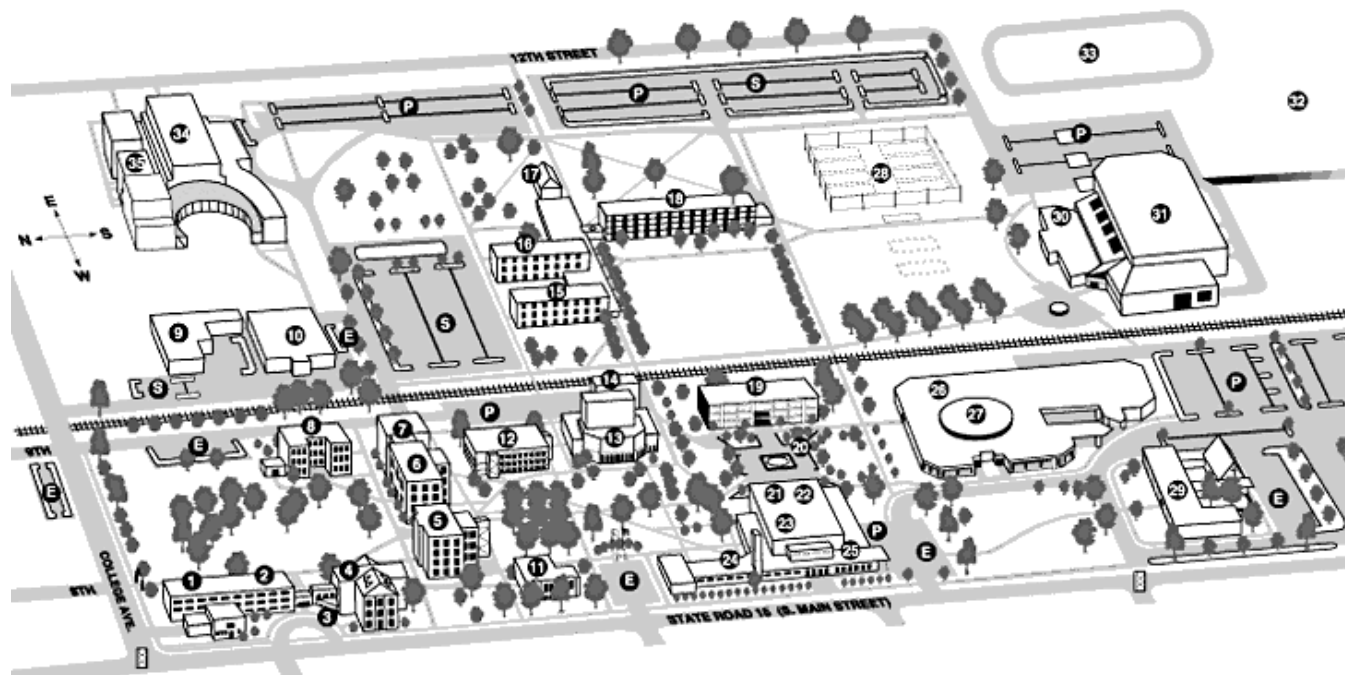 12TH STREET
33
P
S
P
32
34
P
35
17
28
E
N
S
W
18
30
31
16
15
9
10
E
S
S
14
19
26
P
27
P
7
12
13
8
E
6
20
9TH
E
29
21
22
E
5
23
P
COLLEGE AVE.
24
25
E
4
11
E
8TH
1
2
3
STATE ROAD 15 (S. MAIN STREET)